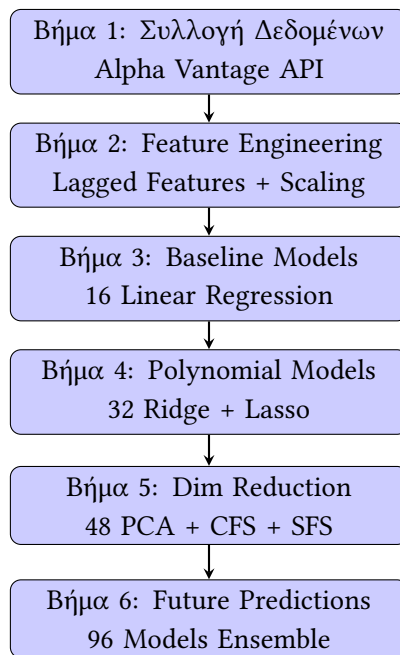 Βήμα 1: Συλλογή Δεδομένων
Alpha Vantage API
Βήμα 2: Feature Engineering
Lagged Features + Scaling
Βήμα 3: Baseline Models
16 Linear Regression
Βήμα 4: Polynomial Models
32 Ridge + Lasso
Βήμα 5: Dim Reduction
48 PCA + CFS + SFS
Βήμα 6: Future Predictions
96 Models Ensemble